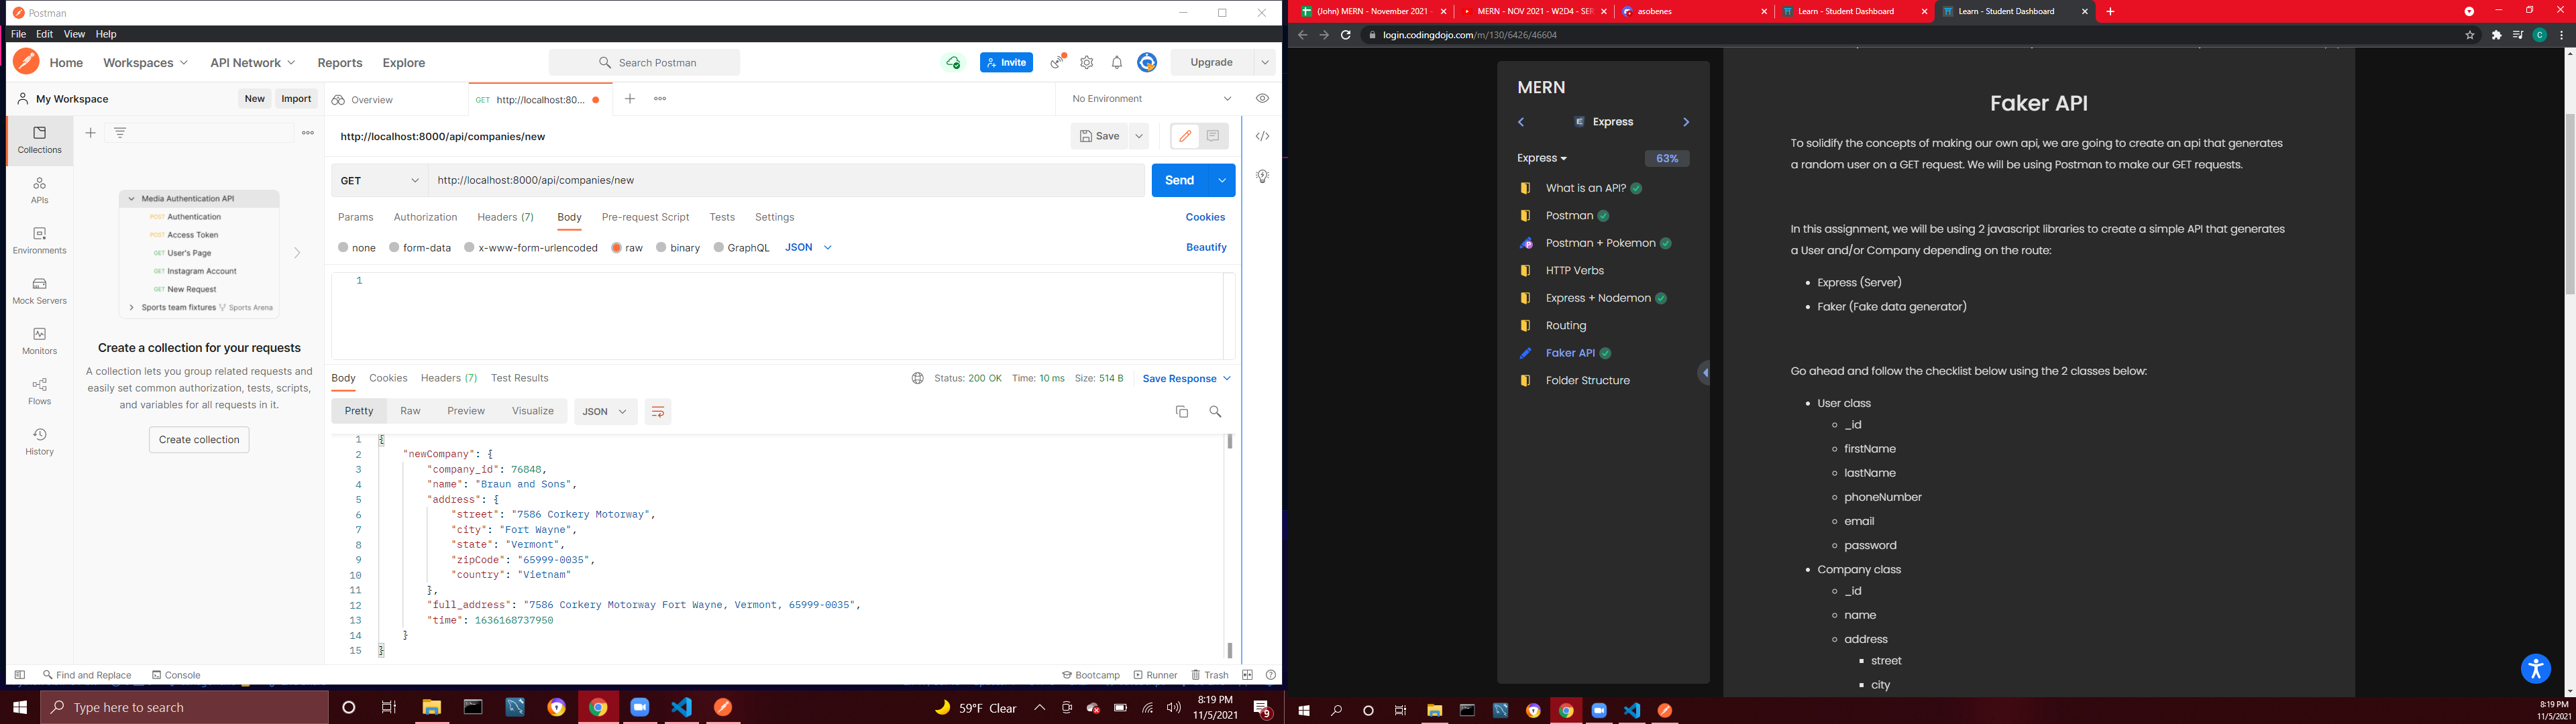 Postman
File Edit View Help
Home Workspaces API Network Reports Explore
Search Postman
Invite
Upgrade
My Workspace
New Import
Overview
GET http://localhost:80...
No Environment
Collections
APIs
Environments
Mock Servers
Monitors
Flows
History
Media Authentication API
POST Authentication
POST Access Token
GET User's Page
GET Instagram Account
GET New Request
Sports team fixtures Sports Arena
Create a collection for your requests
A collection lets you group related requests and
easily set common authorization, tests, scripts,
and variables for all requests in it.
Create collection
http://localhost:8000/api/companies/new
Save
GET http://localhost:8000/api/companies/new
Send
Params Authorization Headers (7) Body Pre-request Script Tests Settings
Cookies
none form-data x-www-form-urlencoded raw binary GraphQL JSON
Beautify
1
Body Cookies Headers (7) Test Results
Status: 200 OK Time: 10 ms Size: 514 B Save Response
Pretty Raw Preview Visualize JSON
1 {
2 "newCompany": {
3 "company_id": 76848,
4 "name": "Braun and Sons",
5 "address": {
6 "street": "7586 Corkery Motorway",
7 "city": "Fort Wayne",
8 "state": "Vermont",
9 "zipCode": "65999-0035",
10 "country": "Vietnam"
11 },
12 "full_address": "7586 Corkery Motorway Fort Wayne, Vermont, 65999-0035",
13 "time": 1636168737950
14 }
15 }
Find and Replace Console
Bootcamp Runner Trash
Type here to search
59°F Clear
8:19 PM
11/5/2021
9
(John) MERN - November 2021 -
MERN - NOV 2021 - W2D4 - SER
asobenes
Learn - Student Dashboard
Learn - Student Dashboard
login.codingdojo.com/m/130/6426/46604
C
MERN
Express
Express 63%
What is an API?
Postman
Postman + Pokemon
HTTP Verbs
Express + Nodemon
Routing
Faker API
Folder Structure
Faker API
To solidify the concepts of making our own api, we are going to create an api that generates
a random user on a GET request. We will be using Postman to make our GET requests.
In this assignment, we will be using 2 javascript libraries to create a simple API that generates
a User and/or Company depending on the route:
• Express (Server)
• Faker (Fake data generator)
Go ahead and follow the checklist below using the 2 classes below:
• User class
_id
firstName
lastName
phoneNumber
email
password
• Company class
_id
name
address
street
city
8:19 PM
11/5/2021